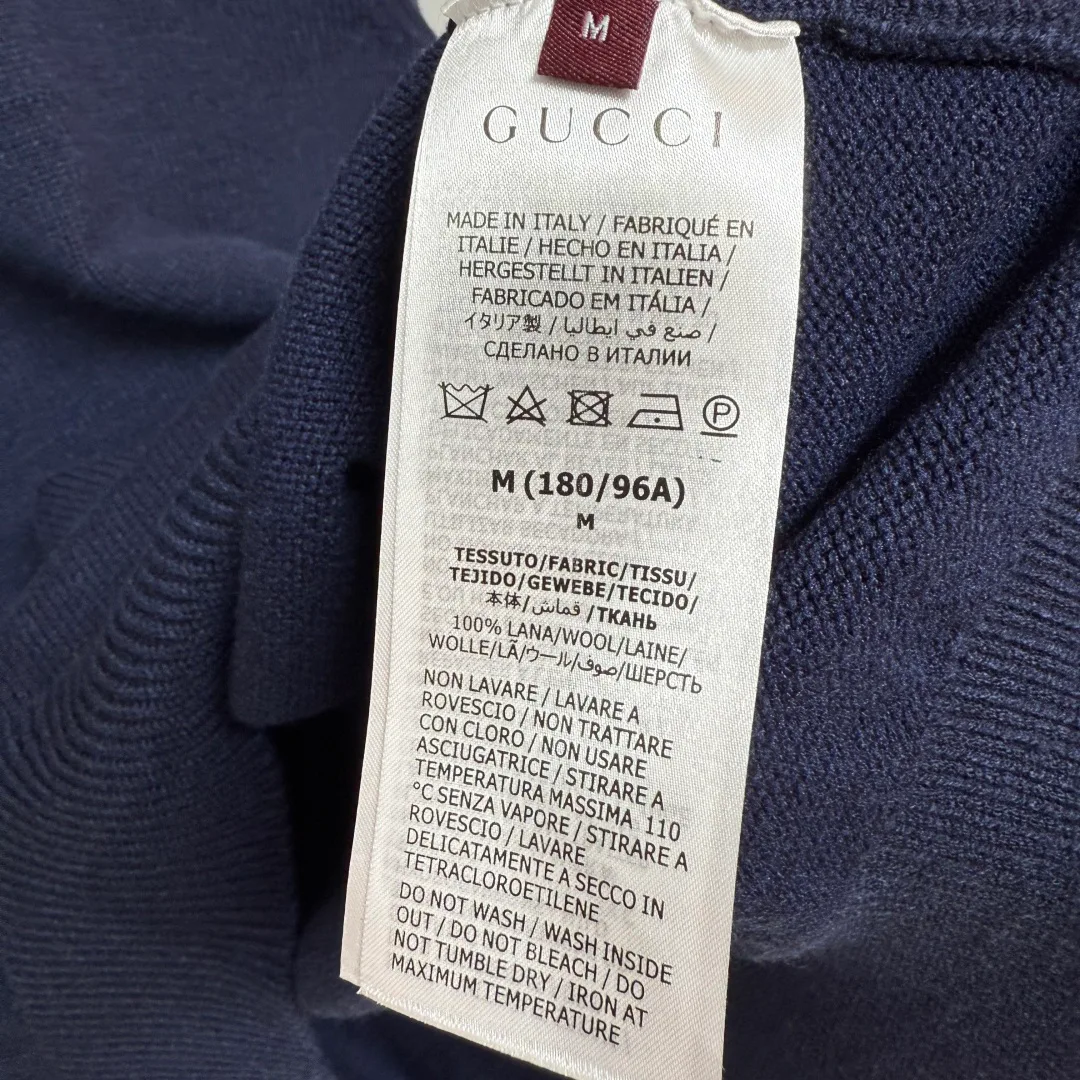 M
GUCCI
MADE IN ITALY / FABRIQUÉ EN
ITALIE / HECHO EN ITALIA /
HERGESTELLT IN ITALIEN /
FABRICADO EM ITÁLIA /
イタリア製 / صنع في ايطاليا /
СДЕЛАНО В ИТАЛИИ
P
M (180/96A)
M
TESSUTO/FABRIC/TISSU/
TEJIDO/GEWEBE/TECIDO/
本体/قماش/ТКАНЬ
100% LANA/WOOL/LAINE/
WOLLE/LÃ/ウール/صوف/ШЕРСТЬ
NON LAVARE / LAVARE A
ROVESCIO / NON TRATTARE
CON CLORO / NON USARE
ASCIUGATRICE / STIRARE A
TEMPERATURA MASSIMA 110
°C SENZA VAPORE / STIRARE A
ROVESCIO / LAVARE
DELICATAMENTE A SECCO IN
TETRACLOROETILENE
DO NOT WASH / WASH INSIDE
OUT / DO NOT BLEACH / DO
NOT TUMBLE DRY / IRON AT
MAXIMUM TEMPERATURE